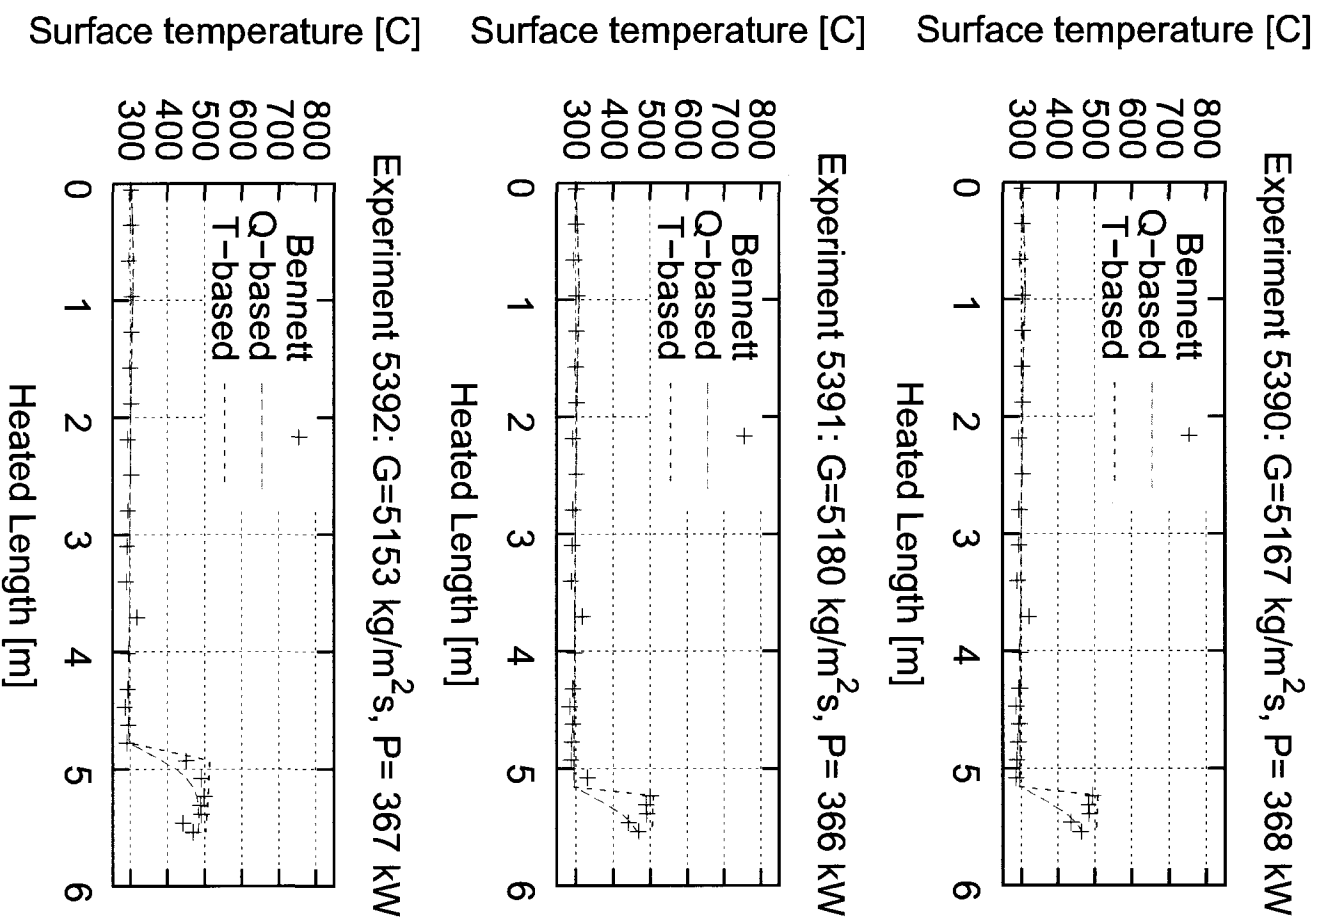 Experiment 5390: G=5167 kg/m²s, P= 368 kW
Surface temperature [C]
800
700
600
500
400
300
Bennett
Q-based
T-based
0 1 2 3 4 5 6
Heated Length [m]
Experiment 5391: G=5180 kg/m²s, P= 366 kW
Surface temperature [C]
800
700
600
500
400
300
Bennett
Q-based
T-based
0 1 2 3 4 5 6
Heated Length [m]
Experiment 5392: G=5153 kg/m²s, P= 367 kW
Surface temperature [C]
800
700
600
500
400
300
Bennett
Q-based
T-based
0 1 2 3 4 5 6
Heated Length [m]